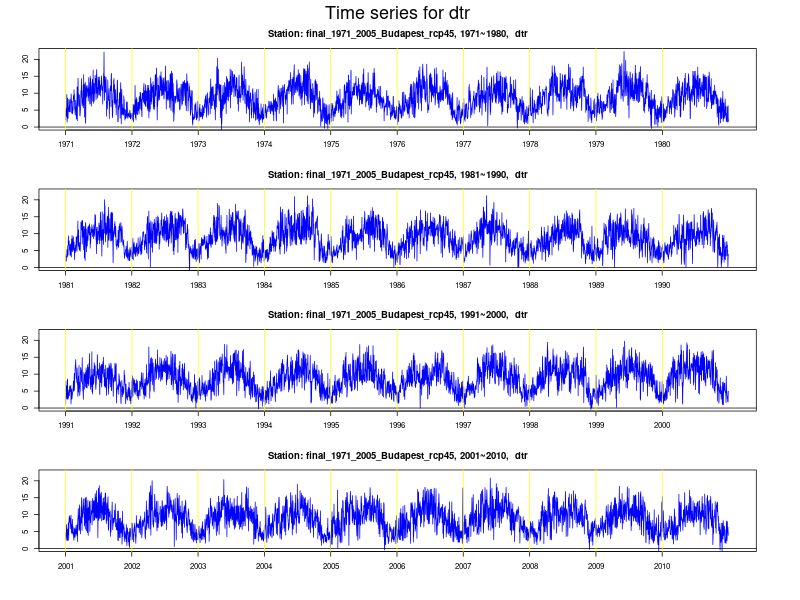 Time series for dtr
Station: final_1971_2005_Budapest_rcp45, 1971~1980, dtr
20
15
10
5
0
1971 1972 1973 1974 1975 1976 1977 1978 1979 1980
Station: final_1971_2005_Budapest_rcp45, 1981~1990, dtr
20
15
10
5
0
1981 1982 1983 1984 1985 1986 1987 1988 1989 1990
Station: final_1971_2005_Budapest_rcp45, 1991~2000, dtr
20
15
10
5
0
1991 1992 1993 1994 1995 1996 1997 1998 1999 2000
Station: final_1971_2005_Budapest_rcp45, 2001~2010, dtr
20
15
10
5
0
2001 2002 2003 2004 2005 2006 2007 2008 2009 2010